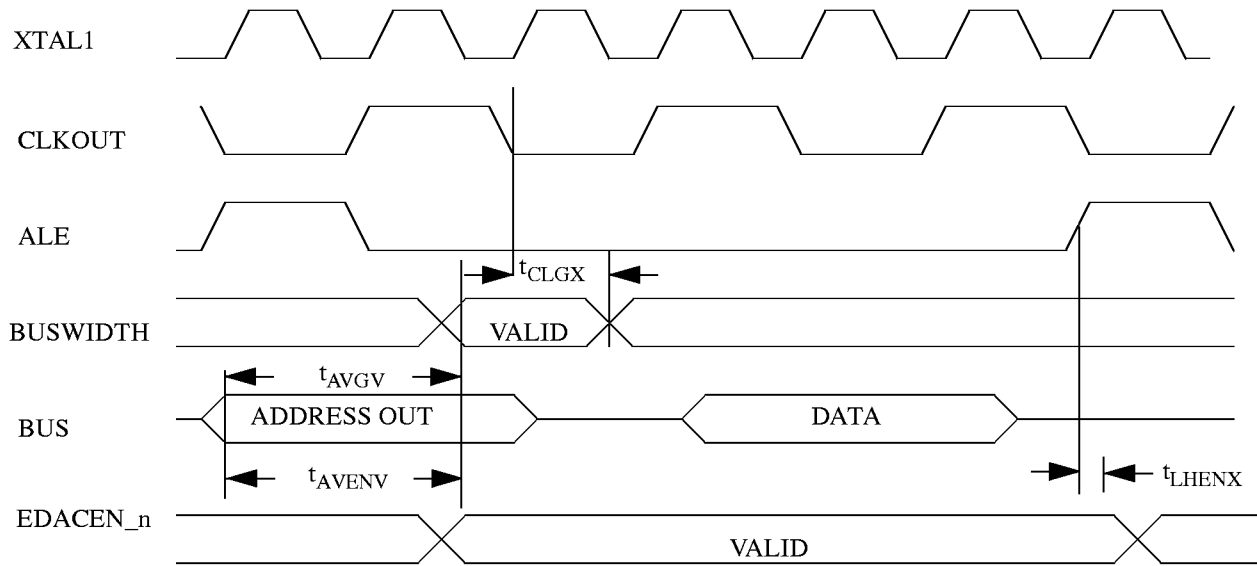 XTAL1
CLKOUT
ALE
tCLGX
BUSWIDTH
VALID
tAVGV
BUS
ADDRESS OUT
DATA
tAVENV
tLHENX
EDACEN_n
VALID